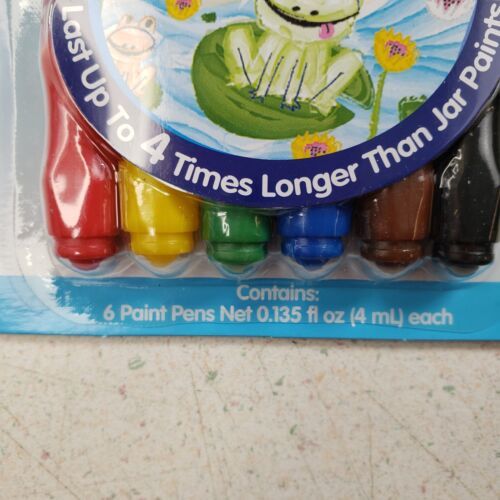 Last Up To 4 Times Longer Than Jar Paints
Contains:
6 Paint Pens Net 0.135 fl oz (4 mL) each